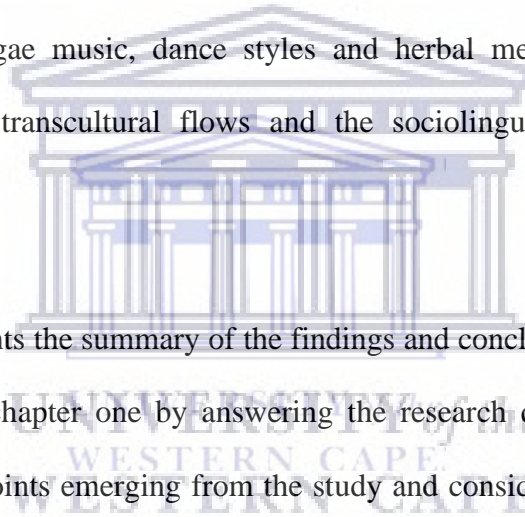 gae music, dance styles and herbal me
transcultural flows and the sociolingu
nts the summary of the findings and concl
chapter one by answering the research
UNIVERSITY of the
WESTERN CAPE
oints emerging from the study and consid